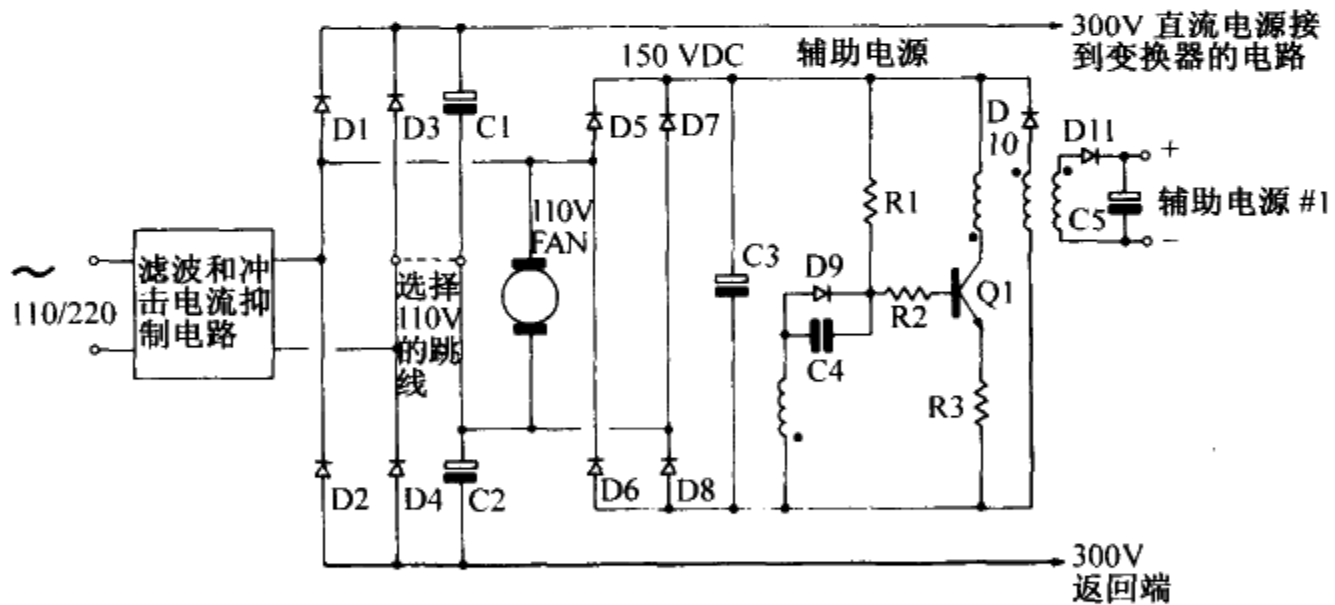 300V 直流电源接
到变换器的电路
150 VDC
辅助电源
D1
D3
C1
D5
D7
D
10
D11
+
辅助电源 #1
−
C5
R1
110V
FAN
C3
D9
Q1
R2
C4
R3
～
110/220
滤波和冲
击电流抑
制电路
选择
110V
的跳
线
D2
D4
C2
D6
D8
300V
返回端